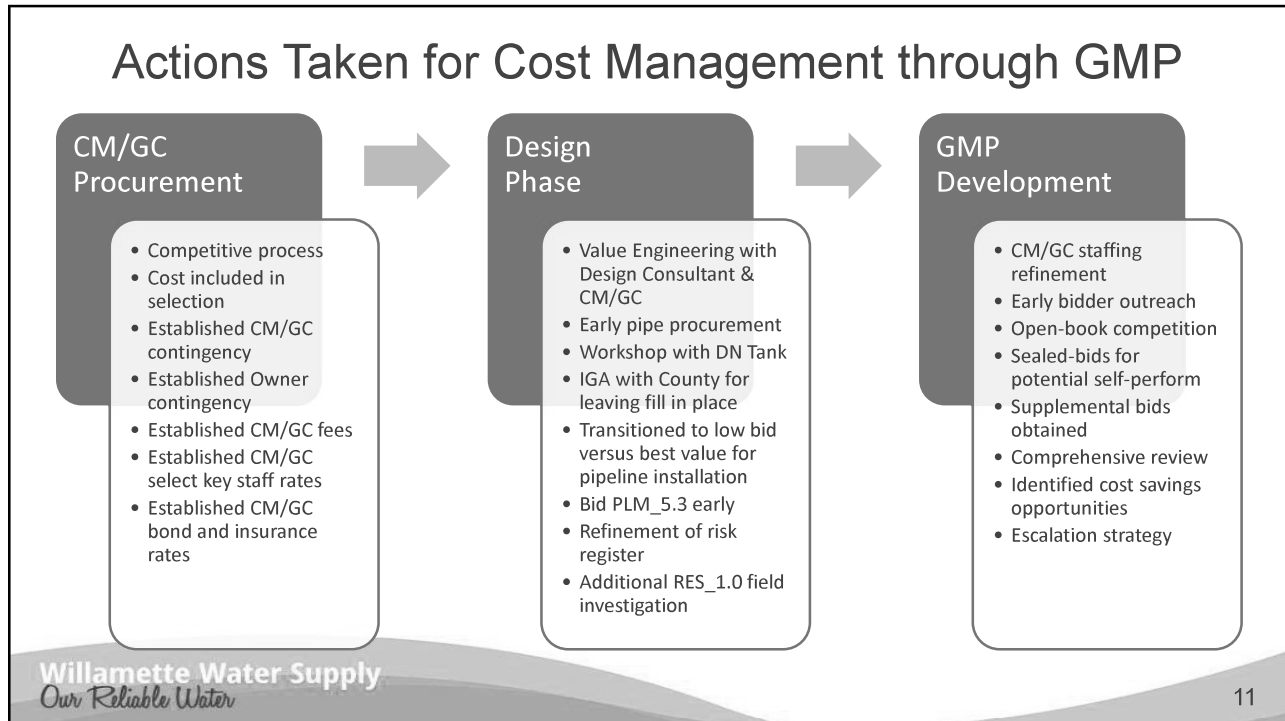 Actions Taken for Cost Management through GMP
CM/GC
Procurement
• Competitive process
• Cost included in
selection
• Established CM/GC
contingency
• Established Owner
contingency
• Established CM/GC fees
• Established CM/GC
select key staff rates
• Established CM/GC
bond and insurance
rates
Design
Phase
• Value Engineering with
Design Consultant &
CM/GC
• Early pipe procurement
• Workshop with DN Tank
• IGA with County for
leaving fill in place
• Transitioned to low bid
versus best value for
pipeline installation
• Bid PLM_5.3 early
• Refinement of risk
register
• Additional RES_1.0 field
investigation
GMP
Development
• CM/GC staffing
refinement
• Early bidder outreach
• Open-book competition
• Sealed-bids for
potential self-perform
• Supplemental bids
obtained
• Comprehensive review
• Identified cost savings
opportunities
• Escalation strategy
Willamette Water Supply
Our Reliable Water
11